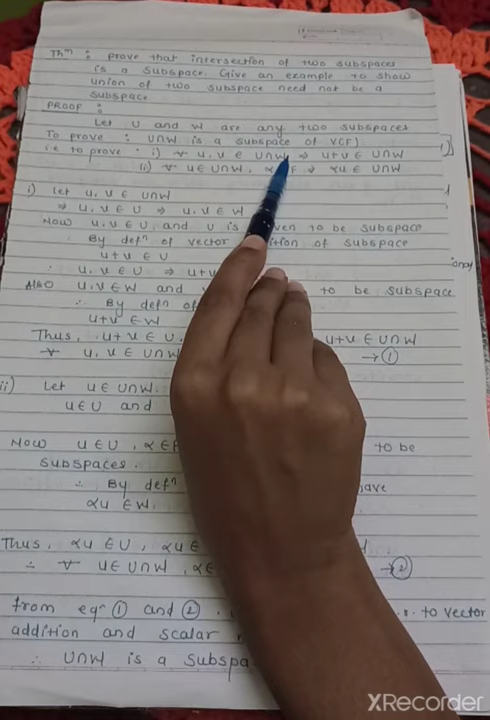 Thm : prove that intersection of two subspaces
is a subspace. Give an example to show
union of two subspace need not be a
subspace
PROOF :
Let U and W are any two subspaces
To prove : U∩W is a subspace of V(F)
i.e to prove : i) ∀ u, v ∈ U∩W ⇒ u+v ∈ U∩W
(ii) ∀ u ∈ U∩W, α F ⇒ αu ∈ U∩W
i) Let u, v ∈ U∩W
⇒ u, v ∈ U ⇒ u, v ∈ W
Now u, v ∈ U, and U is given to be subspace
By defn of vector of subspace
u+v ∈ U
∴ u, v ∈ U ⇒ u+v
Also u, v ∈ W and to be subspace
∴ By defn of
u+v ∈ W
Thus, u+v ∈ U, u+v ∈ U∩W
∀ u, v ∈ U∩W →①
ii) Let u ∈ U∩W.
u ∈ U and
Now u ∈ U, α ∈ F to be
subspaces.
∴ By defn
αu ∈ W.
Thus, αu ∈ U, αu ∈
∴ ∀ u ∈ U∩W, α ∈ →②
from eqn ① and ② to vector
addition and scalar
∴ U∩W is a subspa
XRecorder